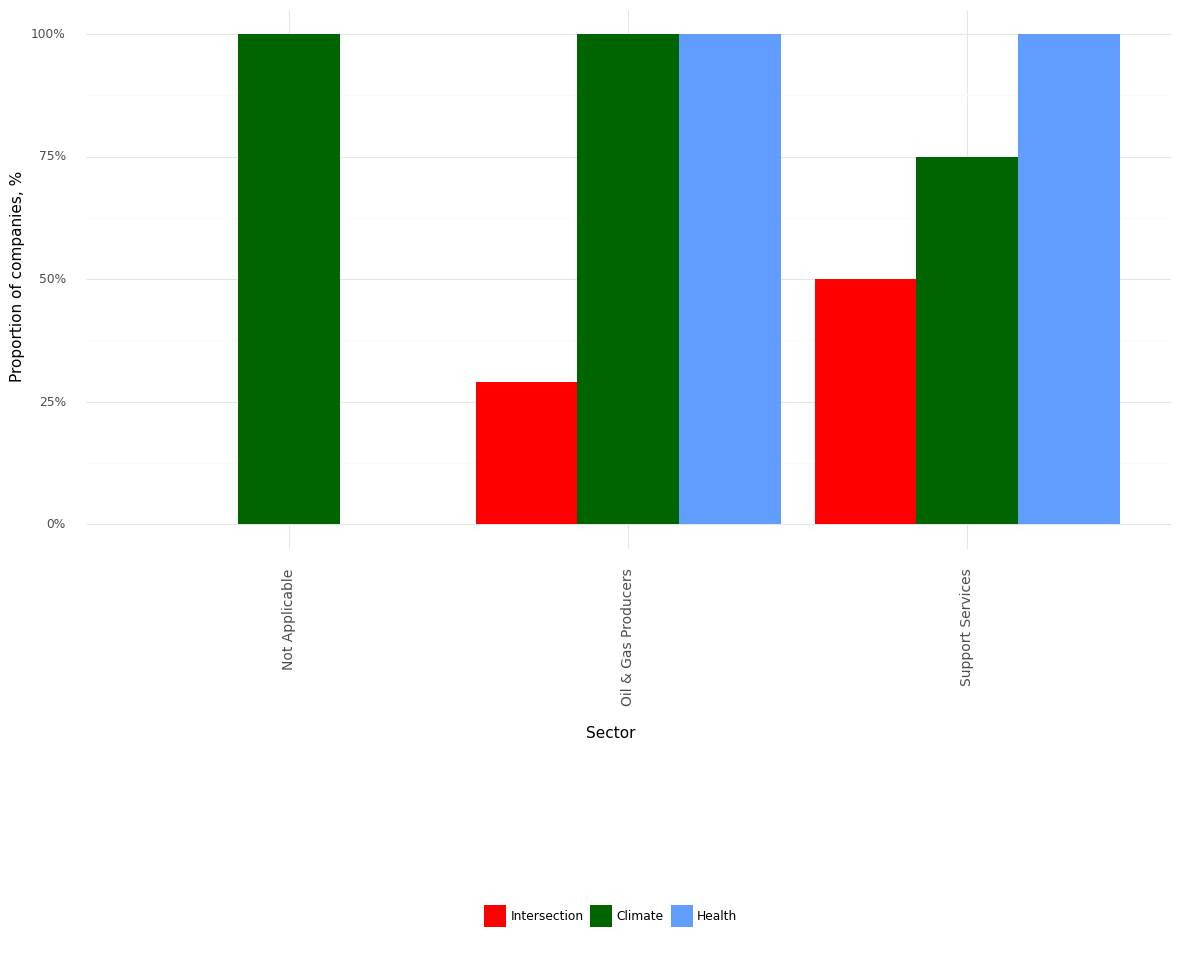 Proportion of companies, %
100%
75%
50%
25%
0%
Not Applicable
Oil & Gas Producers
Support Services
Sector
Intersection
Climate
Health